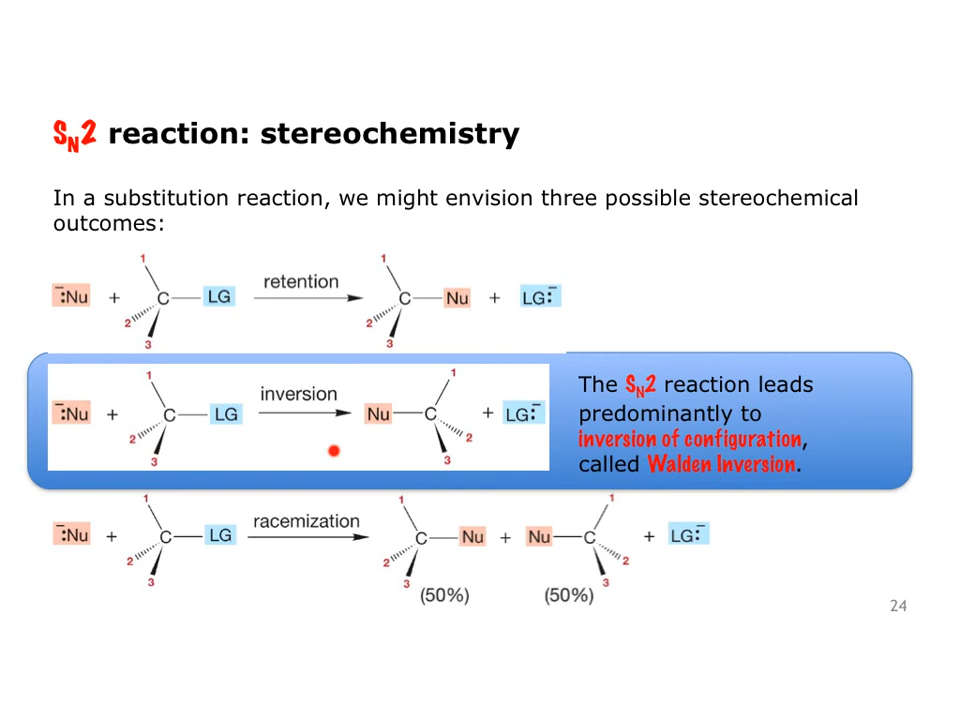 SN2 reaction: stereochemistry
In a substitution reaction, we might envision three possible stereochemical
outcomes:
1
:Nu + C LG retention C Nu + LG:
2
3
1
2
3
1
:Nu + C LG inversion Nu C + LG:
2
3
1
2
3
The SN2 reaction leads
predominantly to
inversion of configuration,
called Walden Inversion.
1
:Nu + C LG racemization C Nu + Nu C + LG:
2
3
1
2
3
1
2
3
(50%) (50%)
24